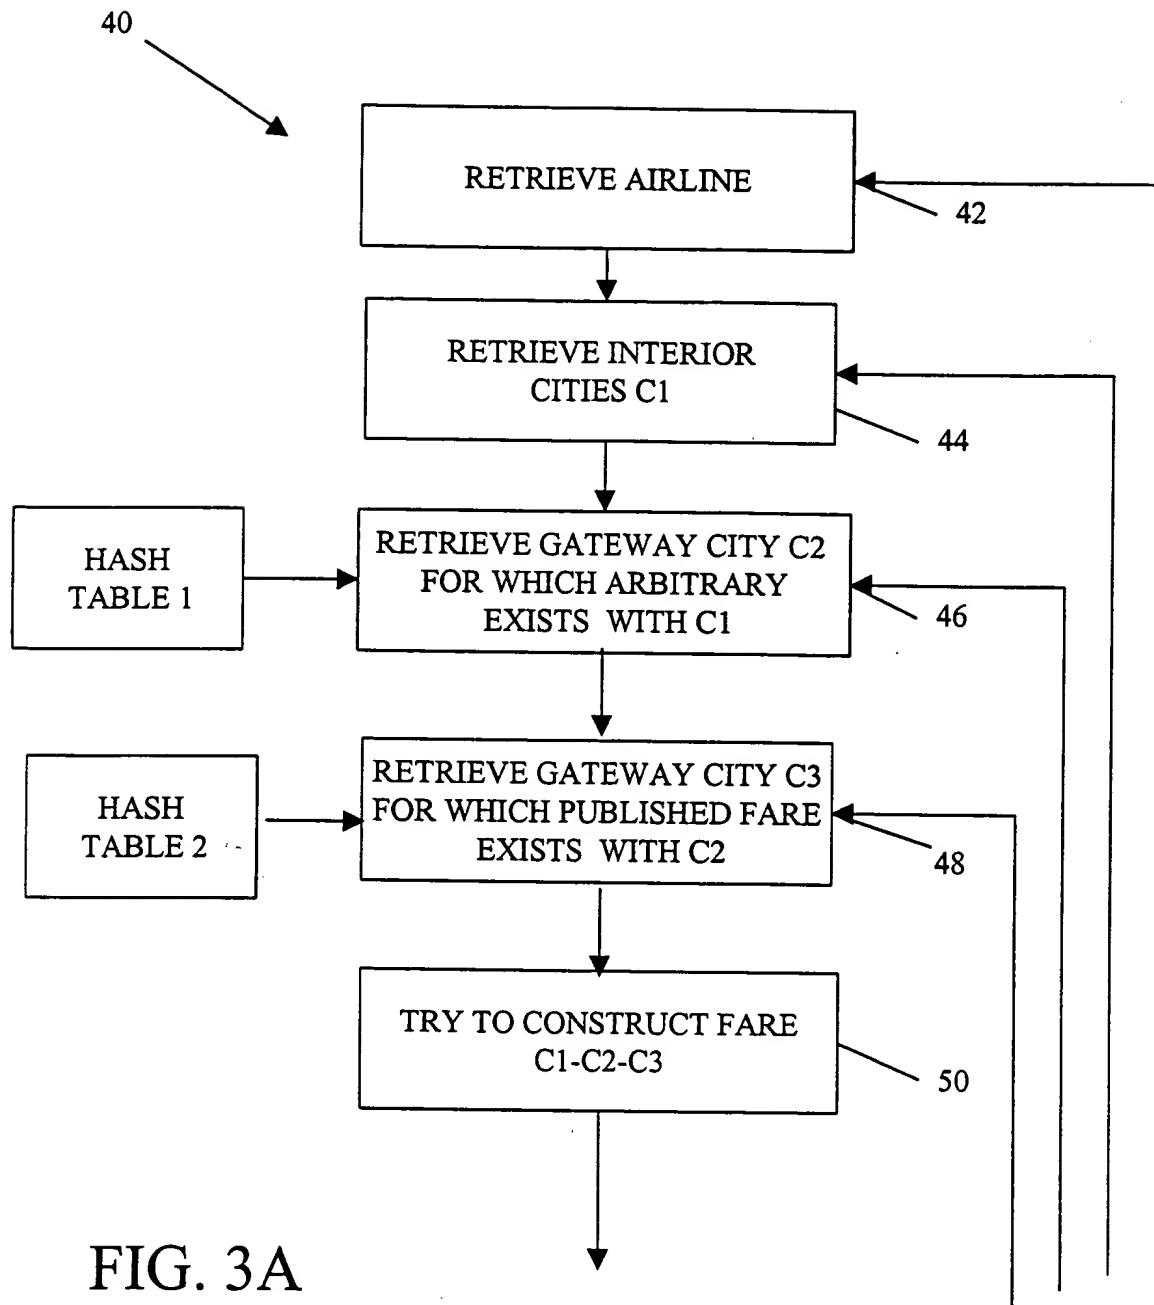 40
RETRIEVE AIRLINE
42
RETRIEVE INTERIOR
CITIES C1
44
HASH
TABLE 1
RETRIEVE GATEWAY CITY C2
FOR WHICH ARBITRARY
EXISTS WITH C1
46
HASH
TABLE 2
RETRIEVE GATEWAY CITY C3
FOR WHICH PUBLISHED FARE
EXISTS WITH C2
48
TRY TO CONSTRUCT FARE
C1-C2-C3
50
FIG. 3A